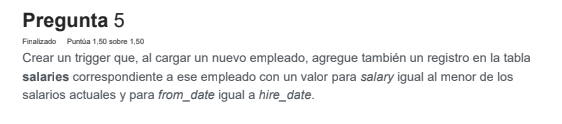 Pregunta 5
Finalizado Puntúa 1,50 sobre 1,50
Crear un trigger que, al cargar un nuevo empleado, agregue también un registro en la tabla
salaries correspondiente a ese empleado con un valor para salary igual al menor de los
salarios actuales y para from_date igual a hire_date.